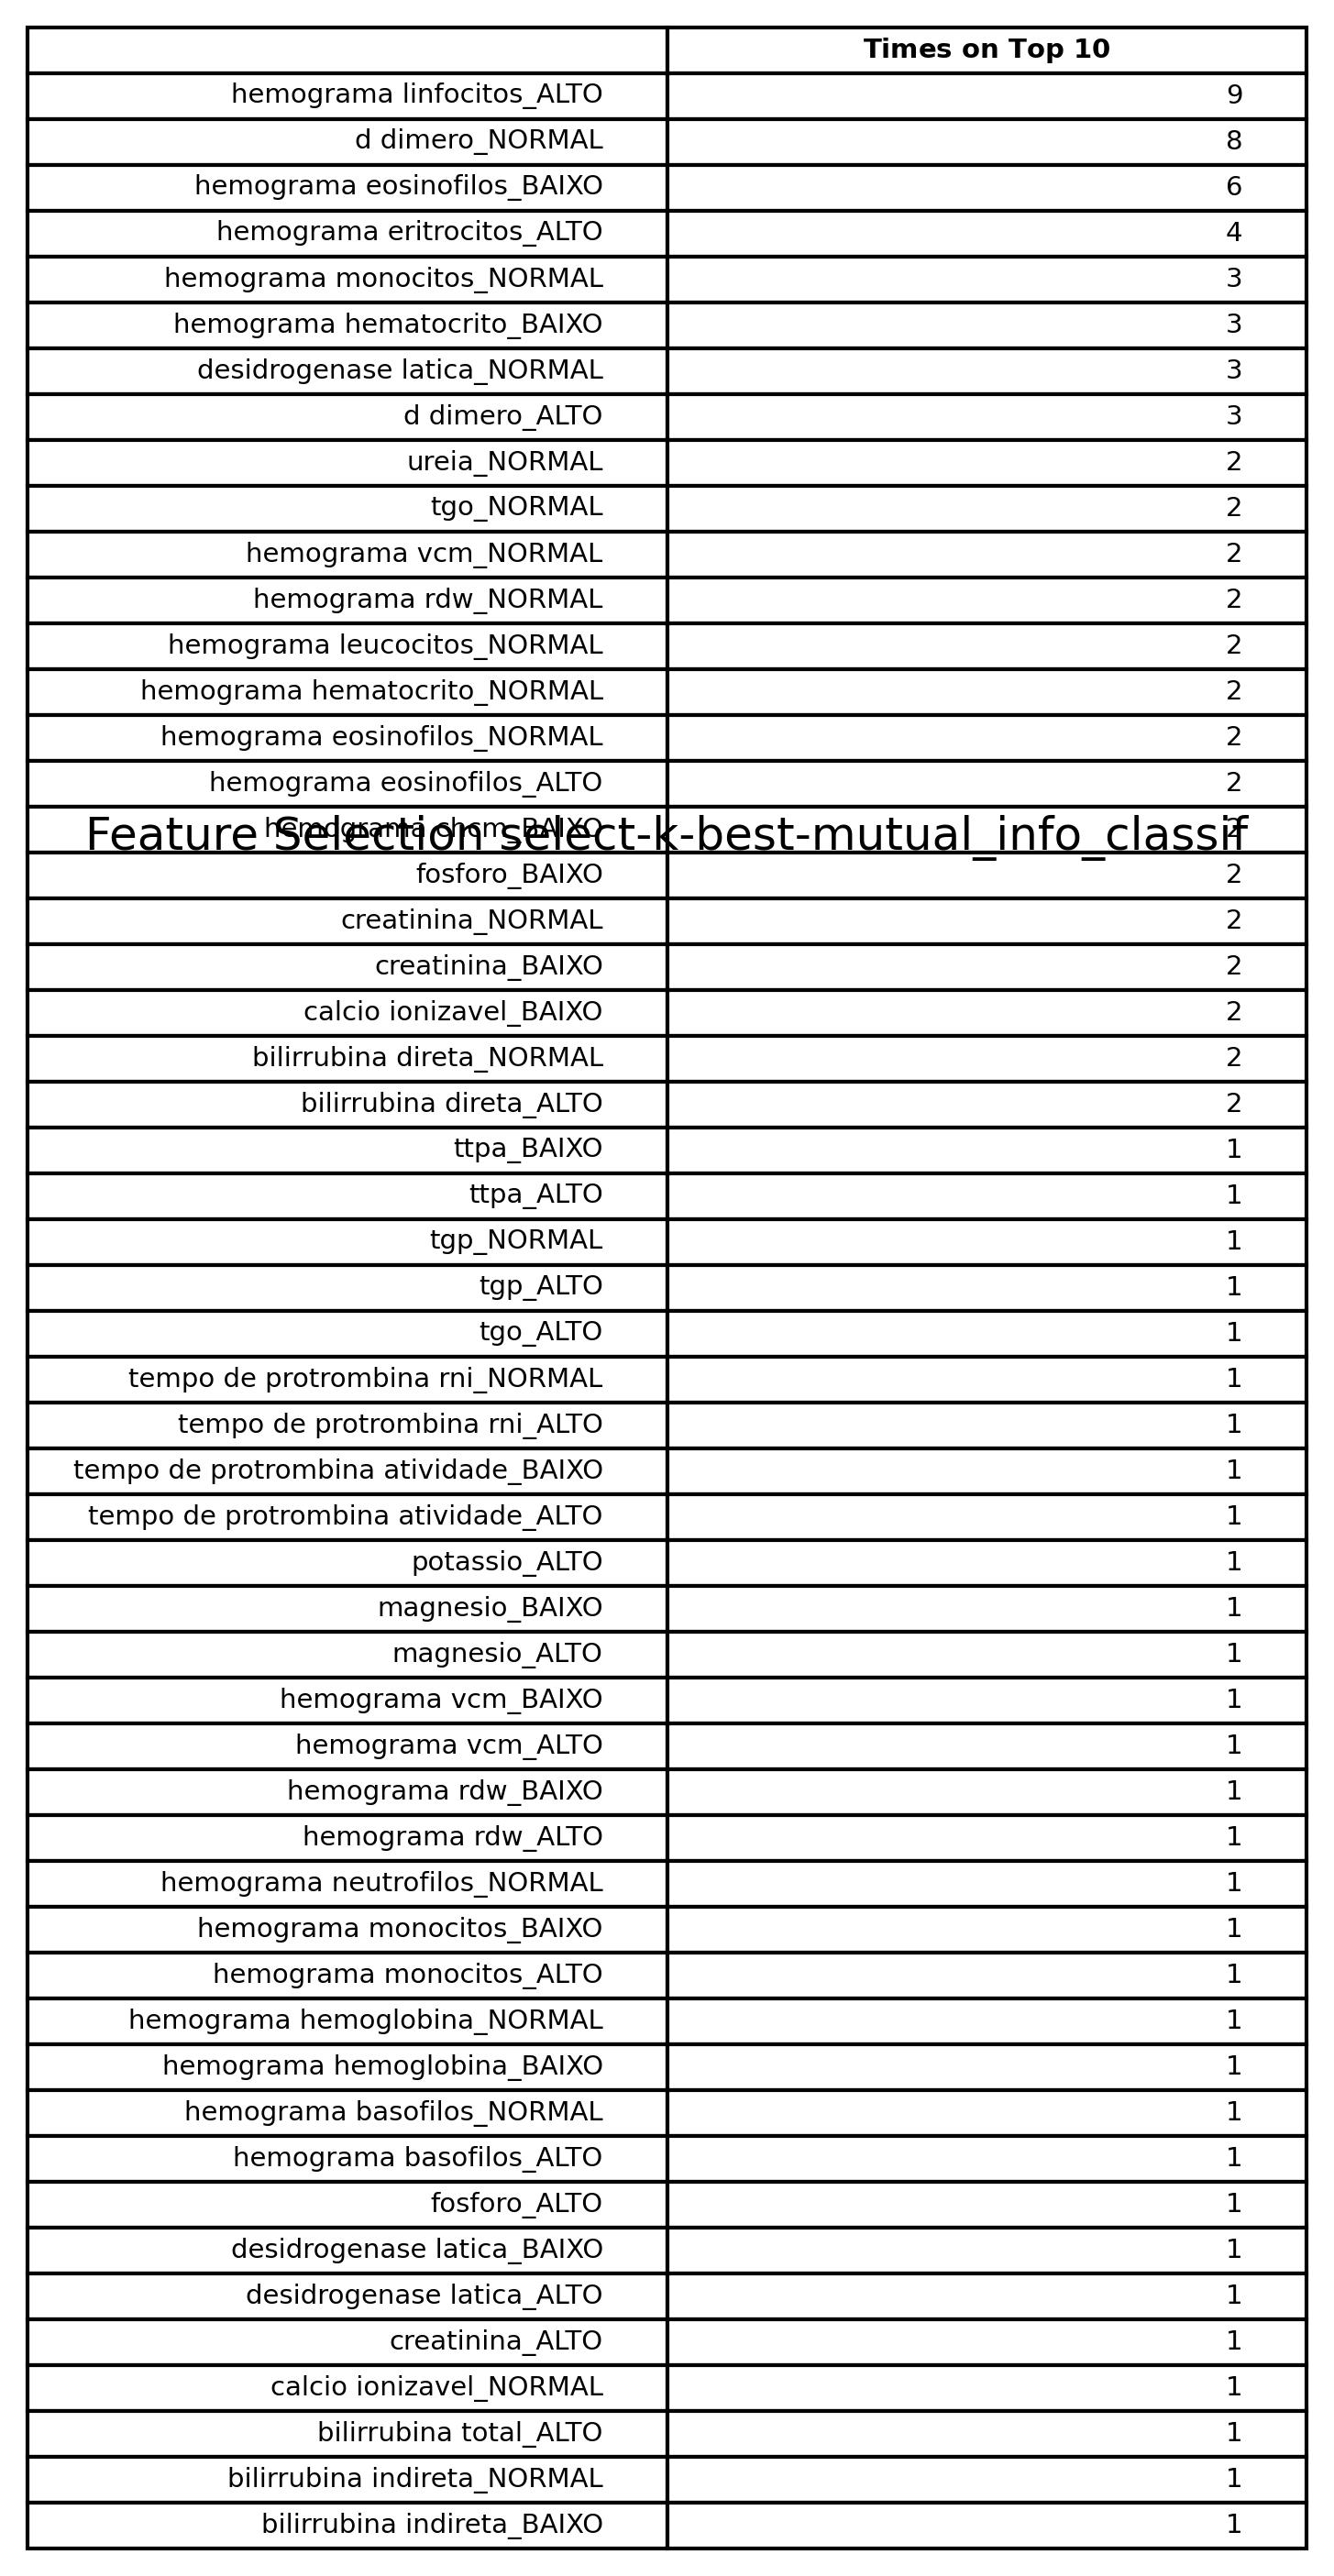 Times on Top 10
hemograma linfocitos_ALTO 9
d dimero_NORMAL 8
hemograma eosinofilos_BAIXO 6
hemograma eritrocitos_ALTO 4
hemograma monocitos_NORMAL 3
hemograma hematocrito_BAIXO 3
desidrogenase latica_NORMAL 3
d dimero_ALTO 3
ureia_NORMAL 2
tgo_NORMAL 2
hemograma vcm_NORMAL 2
hemograma rdw_NORMAL 2
hemograma leucocitos_NORMAL 2
hemograma hematocrito_NORMAL 2
hemograma eosinofilos_NORMAL 2
hemograma eosinofilos_ALTO 2
hemograma chcm_BAIXO 2
Feature Selection select-k-best-mutual_info_classif
fosforo_BAIXO 2
creatinina_NORMAL 2
creatinina_BAIXO 2
calcio ionizavel_BAIXO 2
bilirrubina direta_NORMAL 2
bilirrubina direta_ALTO 2
ttpa_BAIXO 1
ttpa_ALTO 1
tgp_NORMAL 1
tgp_ALTO 1
tgo_ALTO 1
tempo de protrombina rni_NORMAL 1
tempo de protrombina rni_ALTO 1
tempo de protrombina atividade_BAIXO 1
tempo de protrombina atividade_ALTO 1
potassio_ALTO 1
magnesio_BAIXO 1
magnesio_ALTO 1
hemograma vcm_BAIXO 1
hemograma vcm_ALTO 1
hemograma rdw_BAIXO 1
hemograma rdw_ALTO 1
hemograma neutrofilos_NORMAL 1
hemograma monocitos_BAIXO 1
hemograma monocitos_ALTO 1
hemograma hemoglobina_NORMAL 1
hemograma hemoglobina_BAIXO 1
hemograma basofilos_NORMAL 1
hemograma basofilos_ALTO 1
fosforo_ALTO 1
desidrogenase latica_BAIXO 1
desidrogenase latica_ALTO 1
creatinina_ALTO 1
calcio ionizavel_NORMAL 1
bilirrubina total_ALTO 1
bilirrubina indireta_NORMAL 1
bilirrubina indireta_BAIXO 1